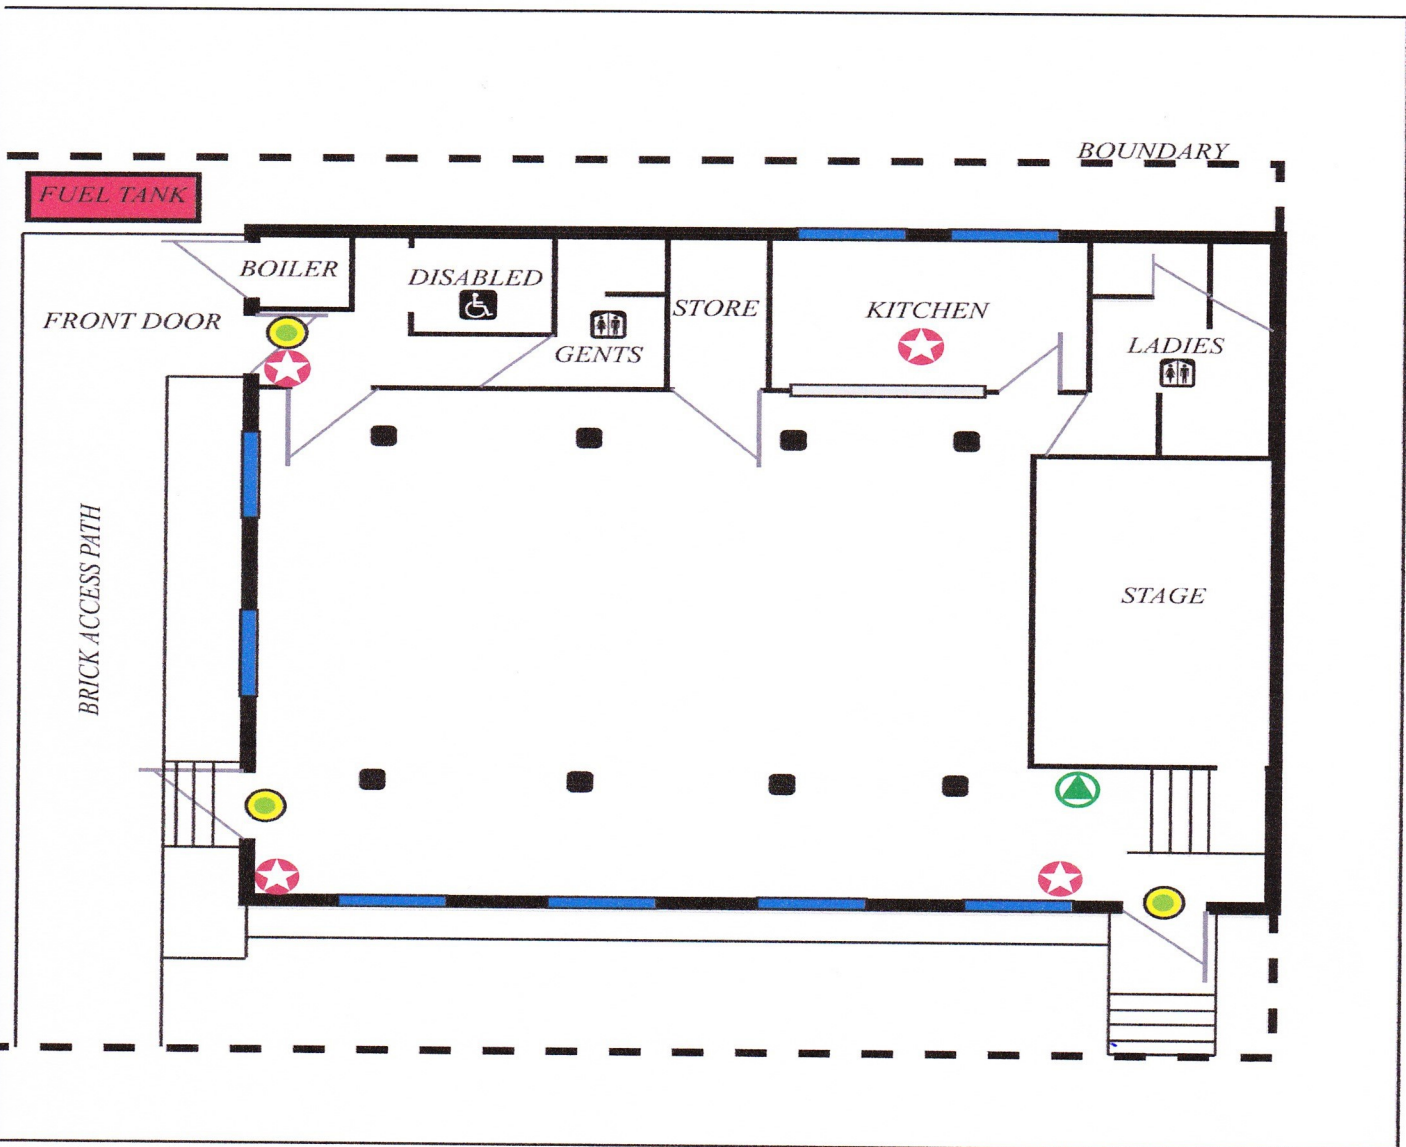 BOUNDARY
FUEL TANK
BOILER
DISABLED
FRONT DOOR
STORE
KITCHEN
GENTS
LADIES
BRICK ACCESS PATH
STAGE